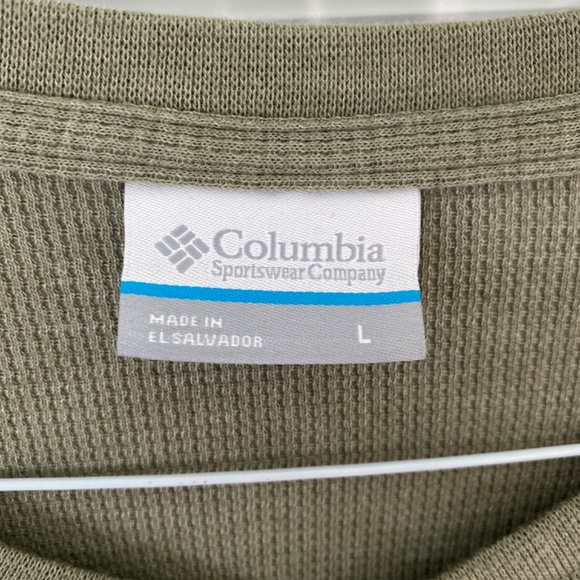 Columbia
Sportswear Company
MADE IN
EL SALVADOR
L